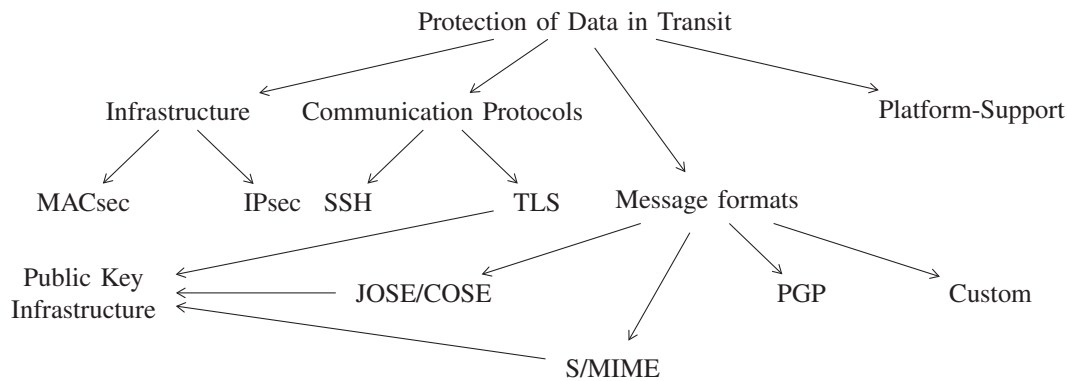 Protection of Data in Transit
Infrastructure
Communication Protocols
Platform-Support
MACsec
IPsec
SSH
TLS
Message formats
Public Key
Infrastructure
JOSE/COSE
PGP
Custom
S/MIME